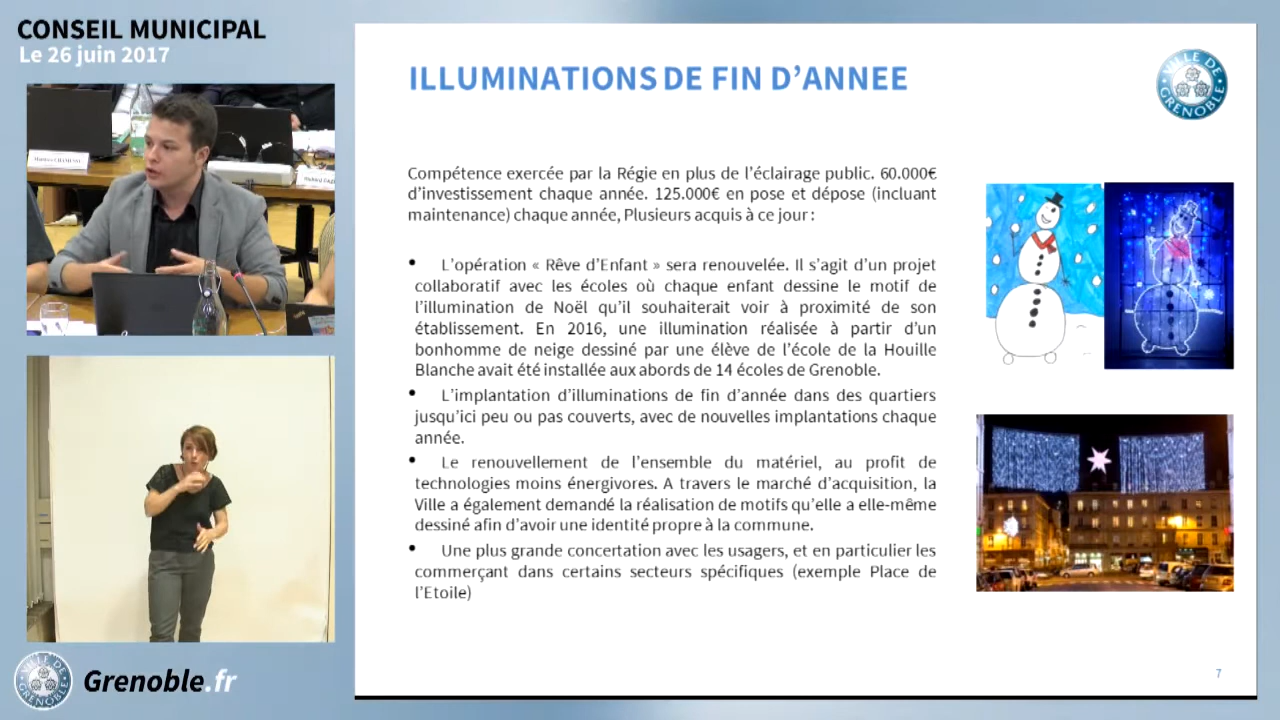 CONSEIL MUNICIPAL
Le 26 juin 2017
ILLUMINATIONS DE FIN D’ANNEE
VILLE DE
GRENOBLE
Compétence exercée par la Régie en plus de l’éclairage public. 60.000€
d’investissement chaque année. 125.000€ en pose et dépose (incluant
maintenance) chaque année, Plusieurs acquis à ce jour :
• L’opération « Rêve d’Enfant » sera renouvelée. Il s’agit d’un projet
collaboratif avec les écoles où chaque enfant dessine le motif de
l’illumination de Noël qu’il souhaiterait voir à proximité de son
établissement. En 2016, une illumination réalisée à partir d’un
bonhomme de neige dessiné par une élève de l’école de la Houille
Blanche avait été installée aux abords de 14 écoles de Grenoble.
• L’implantation d’illuminations de fin d’année dans des quartiers
jusqu’ici peu ou pas couverts, avec de nouvelles implantations chaque
année.
• Le renouvellement de l’ensemble du matériel, au profit de
technologies moins énergivores. A travers le marché d’acquisition, la
Ville a également demandé la réalisation de motifs qu’elle a elle-même
dessiné afin d’avoir une identité propre à la commune.
• Une plus grande concertation avec les usagers, et en particulier les
commerçant dans certains secteurs spécifiques (exemple Place de
l’Etoile)
7
VILLE DE
GRENOBLE
Grenoble.fr